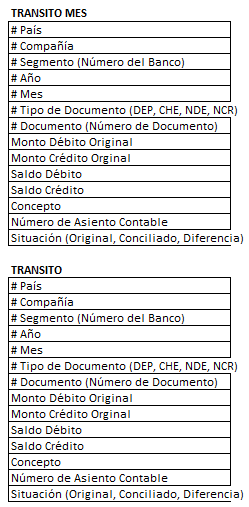 TRANSITO MES
# País
# Compañía
# Segmento (Número del Banco)
# Año
# Mes
# Tipo de Documento (DEP, CHE, NDE, NCR)
# Documento (Número de Documento)
Monto Débito Original
Monto Crédito Orginal
Saldo Débito
Saldo Crédito
Concepto
Número de Asiento Contable
Situación (Original, Conciliado, Diferencia)
TRANSITO
# País
# Compañía
# Segmento (Número del Banco)
# Año
# Mes
# Tipo de Documento (DEP, CHE, NDE, NCR)
# Documento (Número de Documento)
Monto Débito Original
Monto Crédito Orginal
Saldo Débito
Saldo Crédito
Concepto
Número de Asiento Contable
Situación (Original, Conciliado, Diferencia)